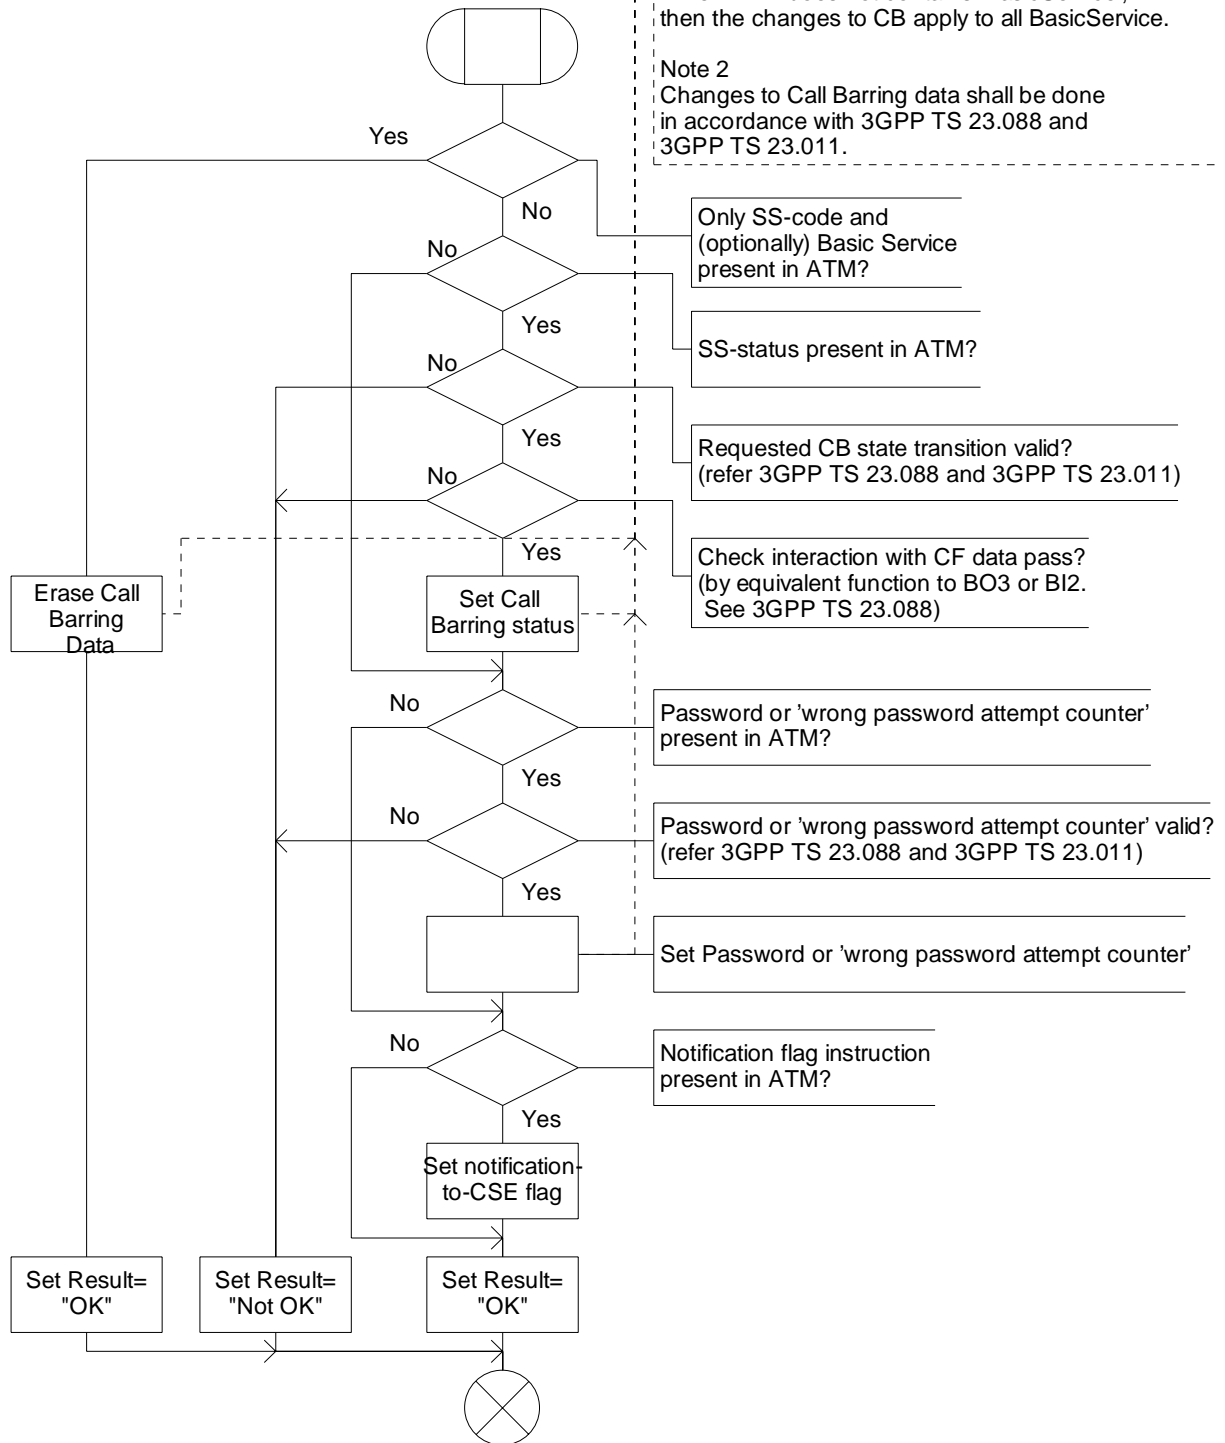 then the changes to CB apply to all BasicService.
Note 2
Changes to Call Barring data shall be done
in accordance with 3GPP TS 23.088 and
3GPP TS 23.011.
Yes
No
Only SS-code and
(optionally) Basic Service
present in ATM?
No
Yes
SS-status present in ATM?
No
Yes
Requested CB state transition valid?
(refer 3GPP TS 23.088 and 3GPP TS 23.011)
No
Yes
Check interaction with CF data pass?
(by equivalent function to BO3 or BI2.
See 3GPP TS 23.088)
Erase Call
Barring
Data
Set Call
Barring status
No
Password or 'wrong password attempt counter'
present in ATM?
Yes
No
Password or 'wrong password attempt counter' valid?
(refer 3GPP TS 23.088 and 3GPP TS 23.011)
Yes
Set Password or 'wrong password attempt counter'
No
Notification flag instruction
present in ATM?
Yes
Set notification-
to-CSE flag
Set Result=
"OK"
Set Result=
"Not OK"
Set Result=
"OK"